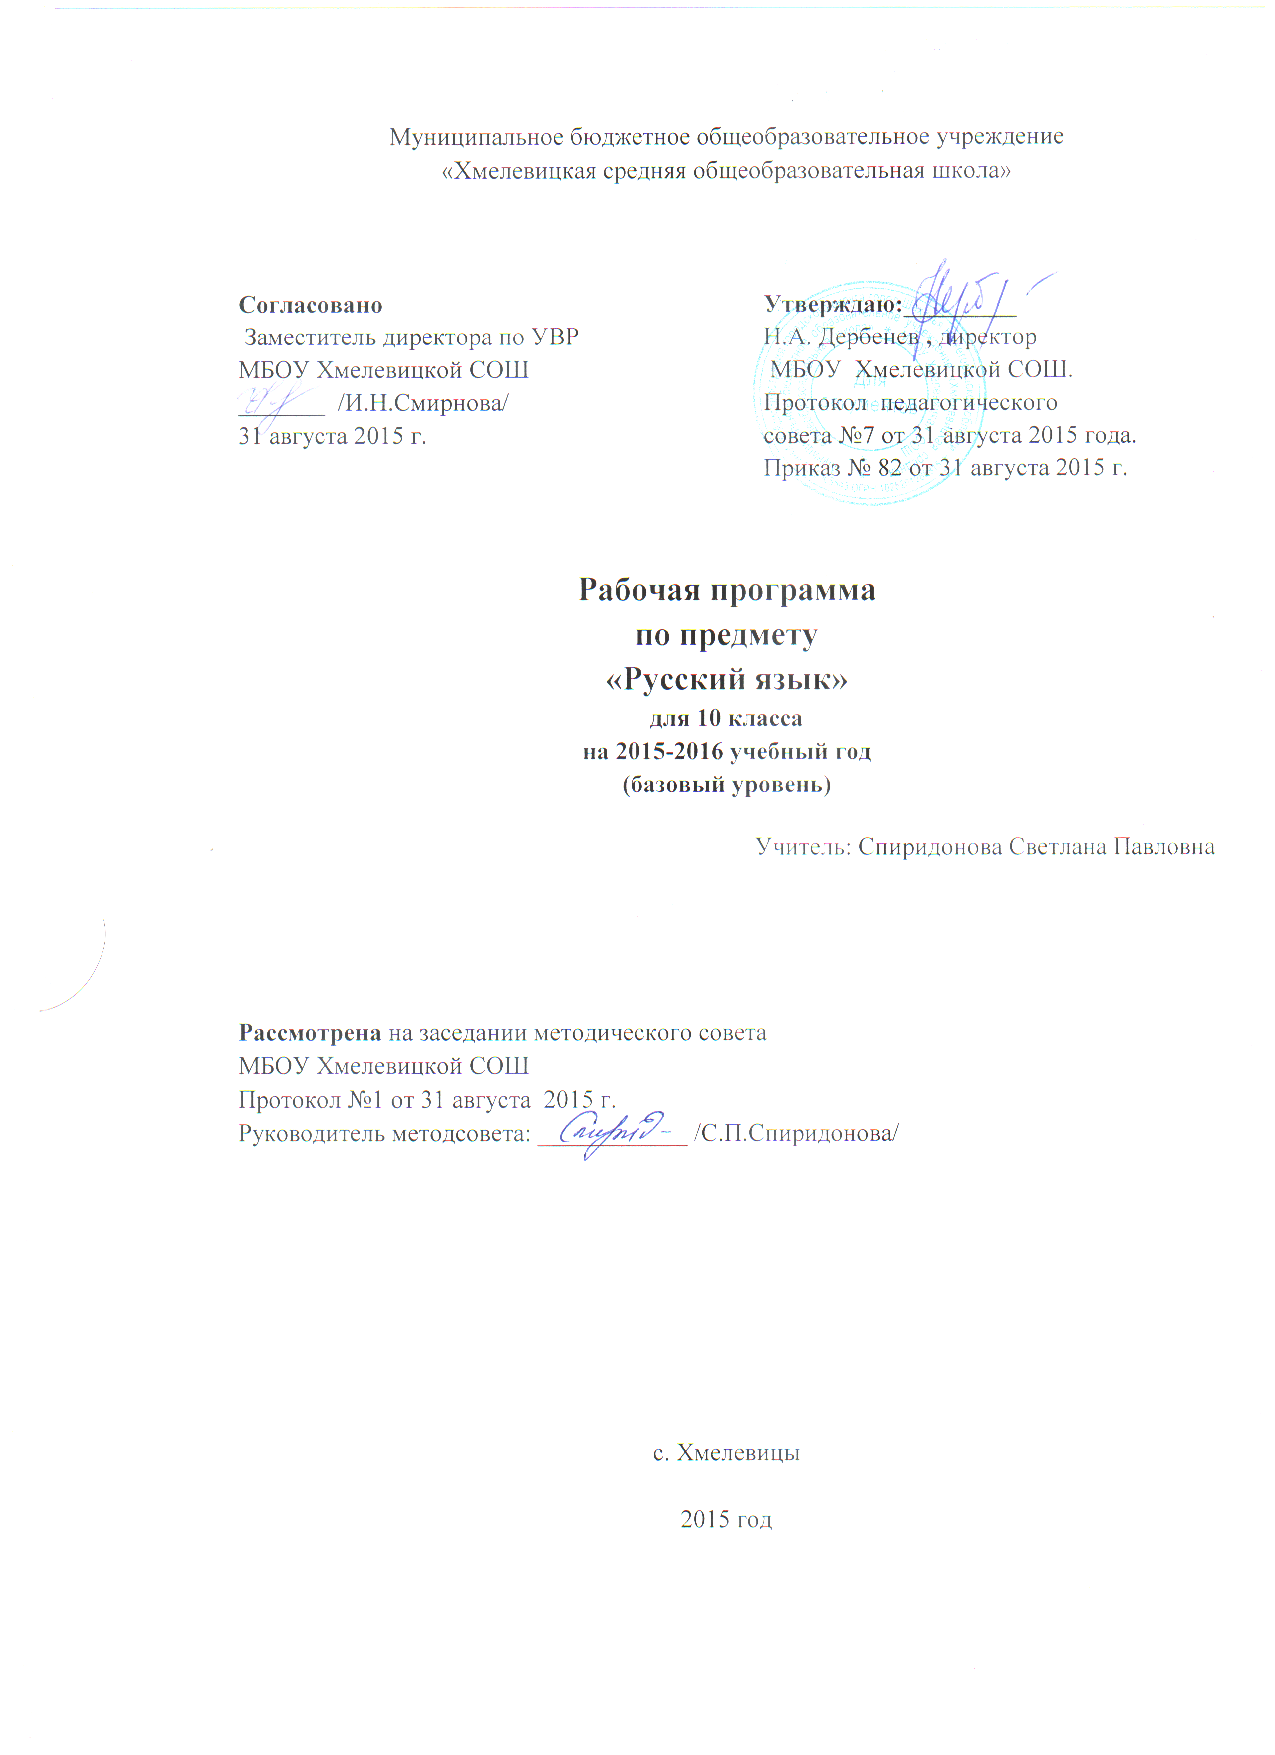 Муниципальное бюджетное общеобразовательное учреждение
«Хмелевицкая средняя общеобразовательная школа»
Согласовано
Заместитель директора по УВР
МБОУ Хмелевицкой СОШ
_______ /И.Н.Смирнова/
31 августа 2015 г.
Утверждаю:_________
Н.А. Дербенев , директор
МБОУ Хмелевицкой СОШ.
Протокол педагогического
совета №7 от 31 августа 2015 года.
Приказ № 82 от 31 августа 2015 г.
Рабочая программа
по предмету
«Русский язык»
для 10 класса
на 2015-2016 учебный год
(базовый уровень)
Учитель: Спиридонова Светлана Павловна
Рассмотрена на заседании методического совета
МБОУ Хмелевицкой СОШ
Протокол №1 от 31 августа 2015 г.
Руководитель методсовета: ____________ /С.П.Спиридонова/
с. Хмелевицы
2015 год